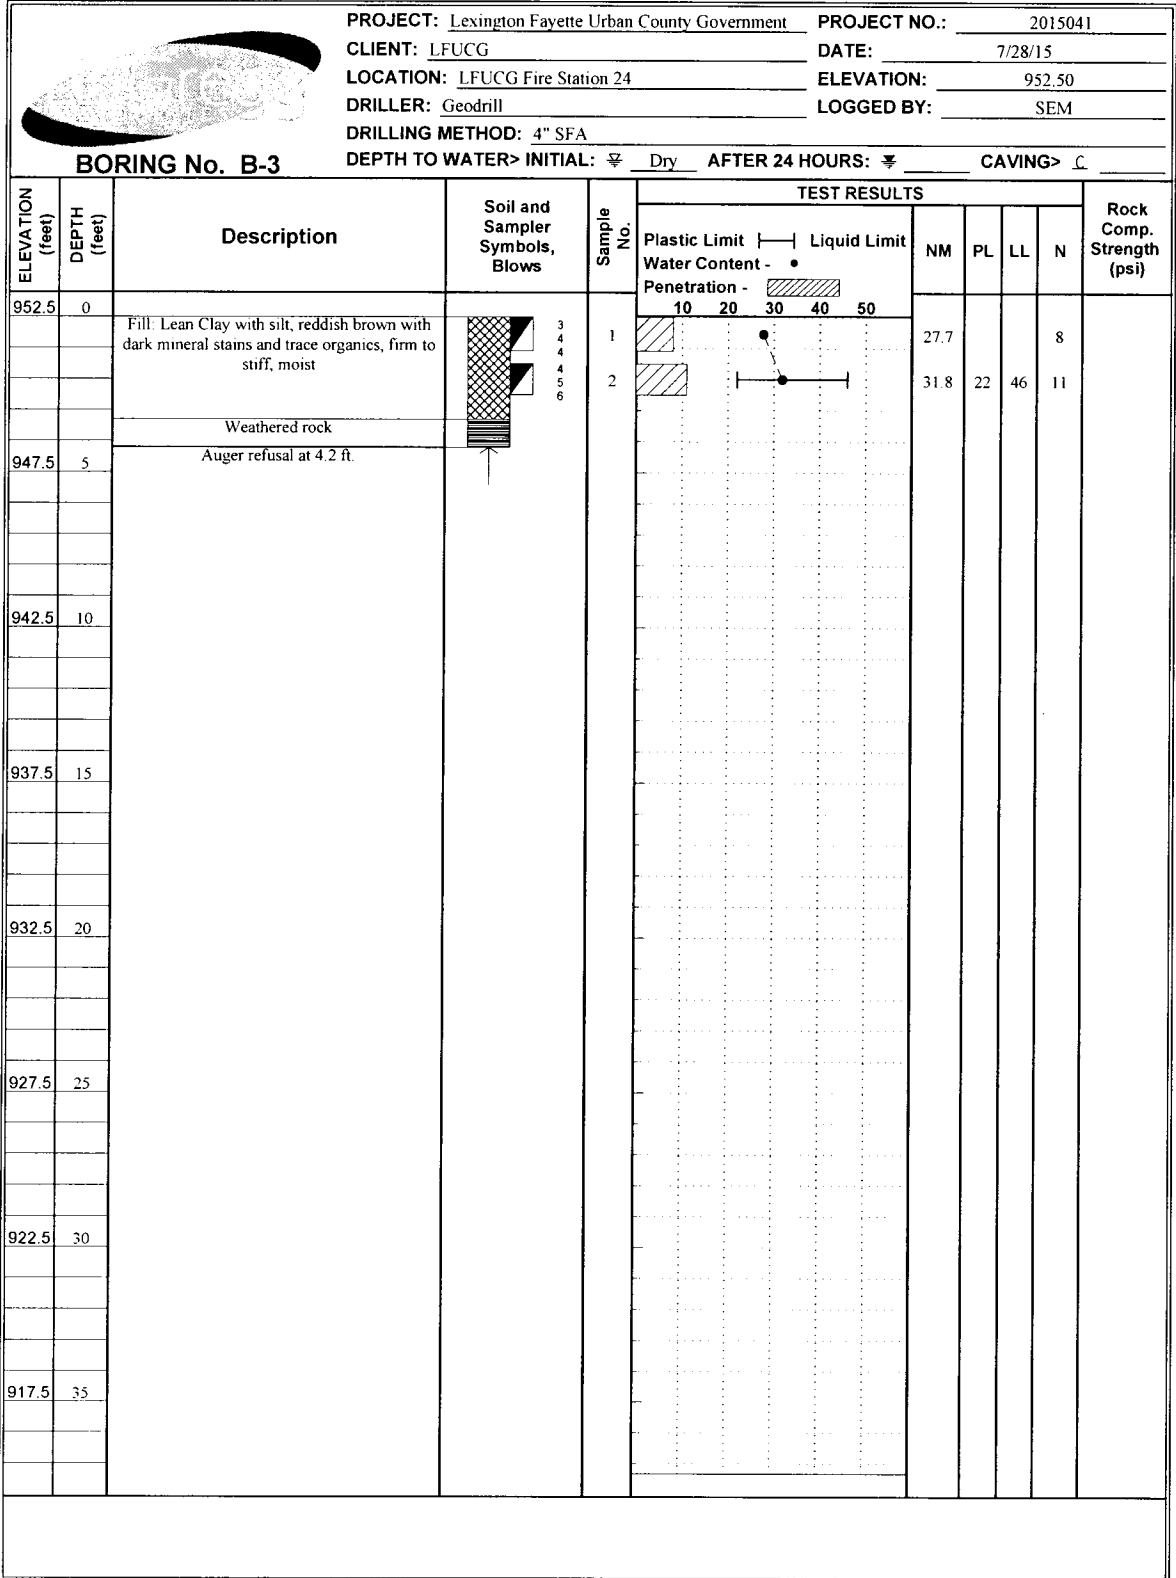 PROJECT: Lexington Fayette Urban County Government PROJECT NO.: 2015041
CLIENT: LFUCG DATE: 7/28/15
LOCATION: LFUCG Fire Station 24 ELEVATION: 952.50
DRILLER: Geodrill LOGGED BY: SEM
DRILLING METHOD: 4" SFA
BORING No. B-3 DEPTH TO WATER> INITIAL: Dry AFTER 24 HOURS: CAVING> C
ELEVATION (feet) DEPTH (feet) Description Soil and Sampler Symbols, Blows Sample No. TEST RESULTS Rock Comp. Strength (psi)
Plastic Limit Liquid Limit NM PL LL N
Water Content -
Penetration -
10 20 30 40 50
952.5 0
Fill: Lean Clay with silt, reddish brown with 3 1 27.7 8
dark mineral stains and trace organics, firm to 4
stiff, moist 4
4
5 2 31.8 22 46 11
6
Weathered rock
Auger refusal at 4.2 ft.
947.5 5
942.5 10
937.5 15
932.5 20
927.5 25
922.5 30
917.5 35